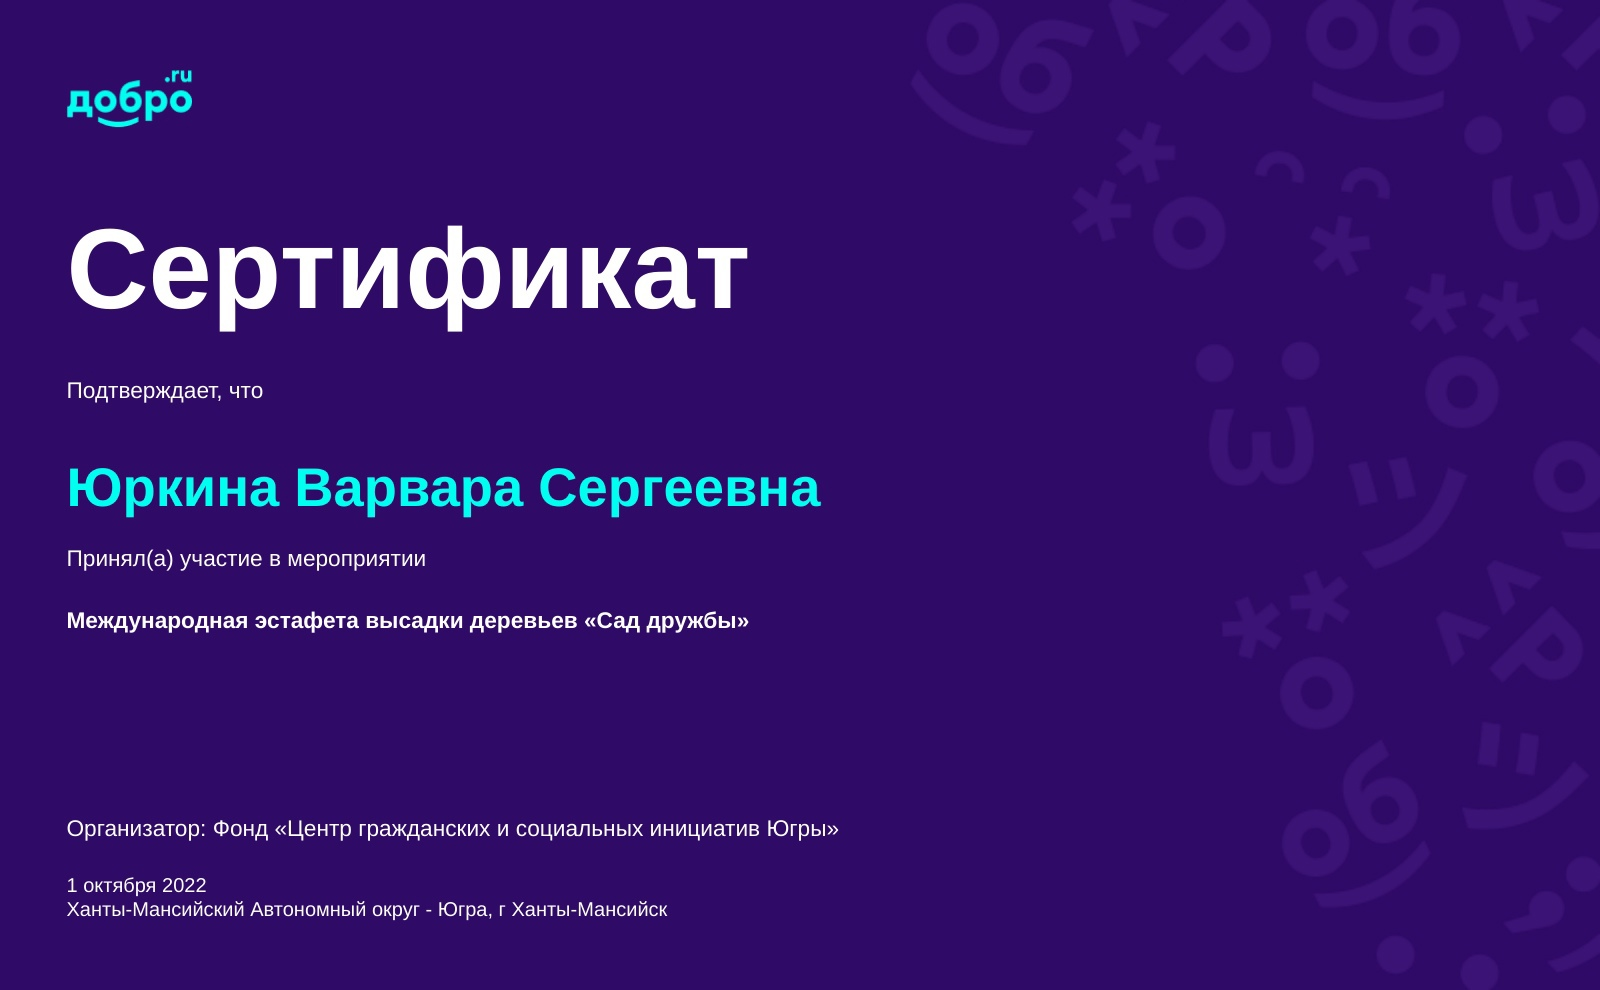 .ru
добро
Сертификат
Подтверждает, что
Юркина Варвара Сергеевна
Принял(а) участие в мероприятии
Международная эстафета высадки деревьев «Сад дружбы»
Организатор: Фонд «Центр гражданских и социальных инициатив Югры»
1 октября 2022
Ханты-Мансийский Автономный округ - Югра, г Ханты-Мансийск